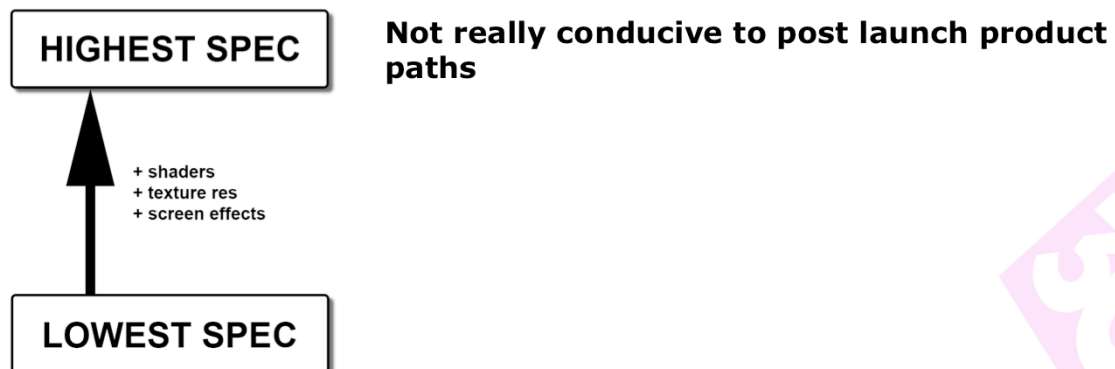 HIGHEST SPEC
Not really conducive to post launch product
paths
+ shaders
+ texture res
+ screen effects
LOWEST SPEC